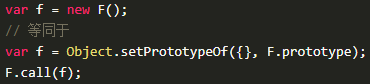 var f = new F();
// 等同于
var f = Object.setPrototypeOf({}, F.prototype);
F.call(f);